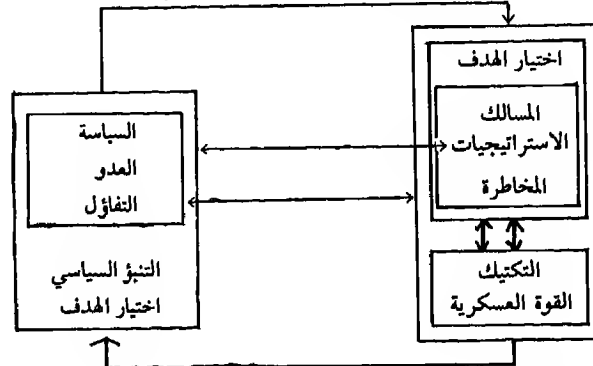 اختيار الهدف
المسالك
الاستراتيجيات
المخاطرة
التكتيك
القوة العسكرية
السياسة
العدو
التفاؤل
التنبؤ السياسي
اختيار الهدف